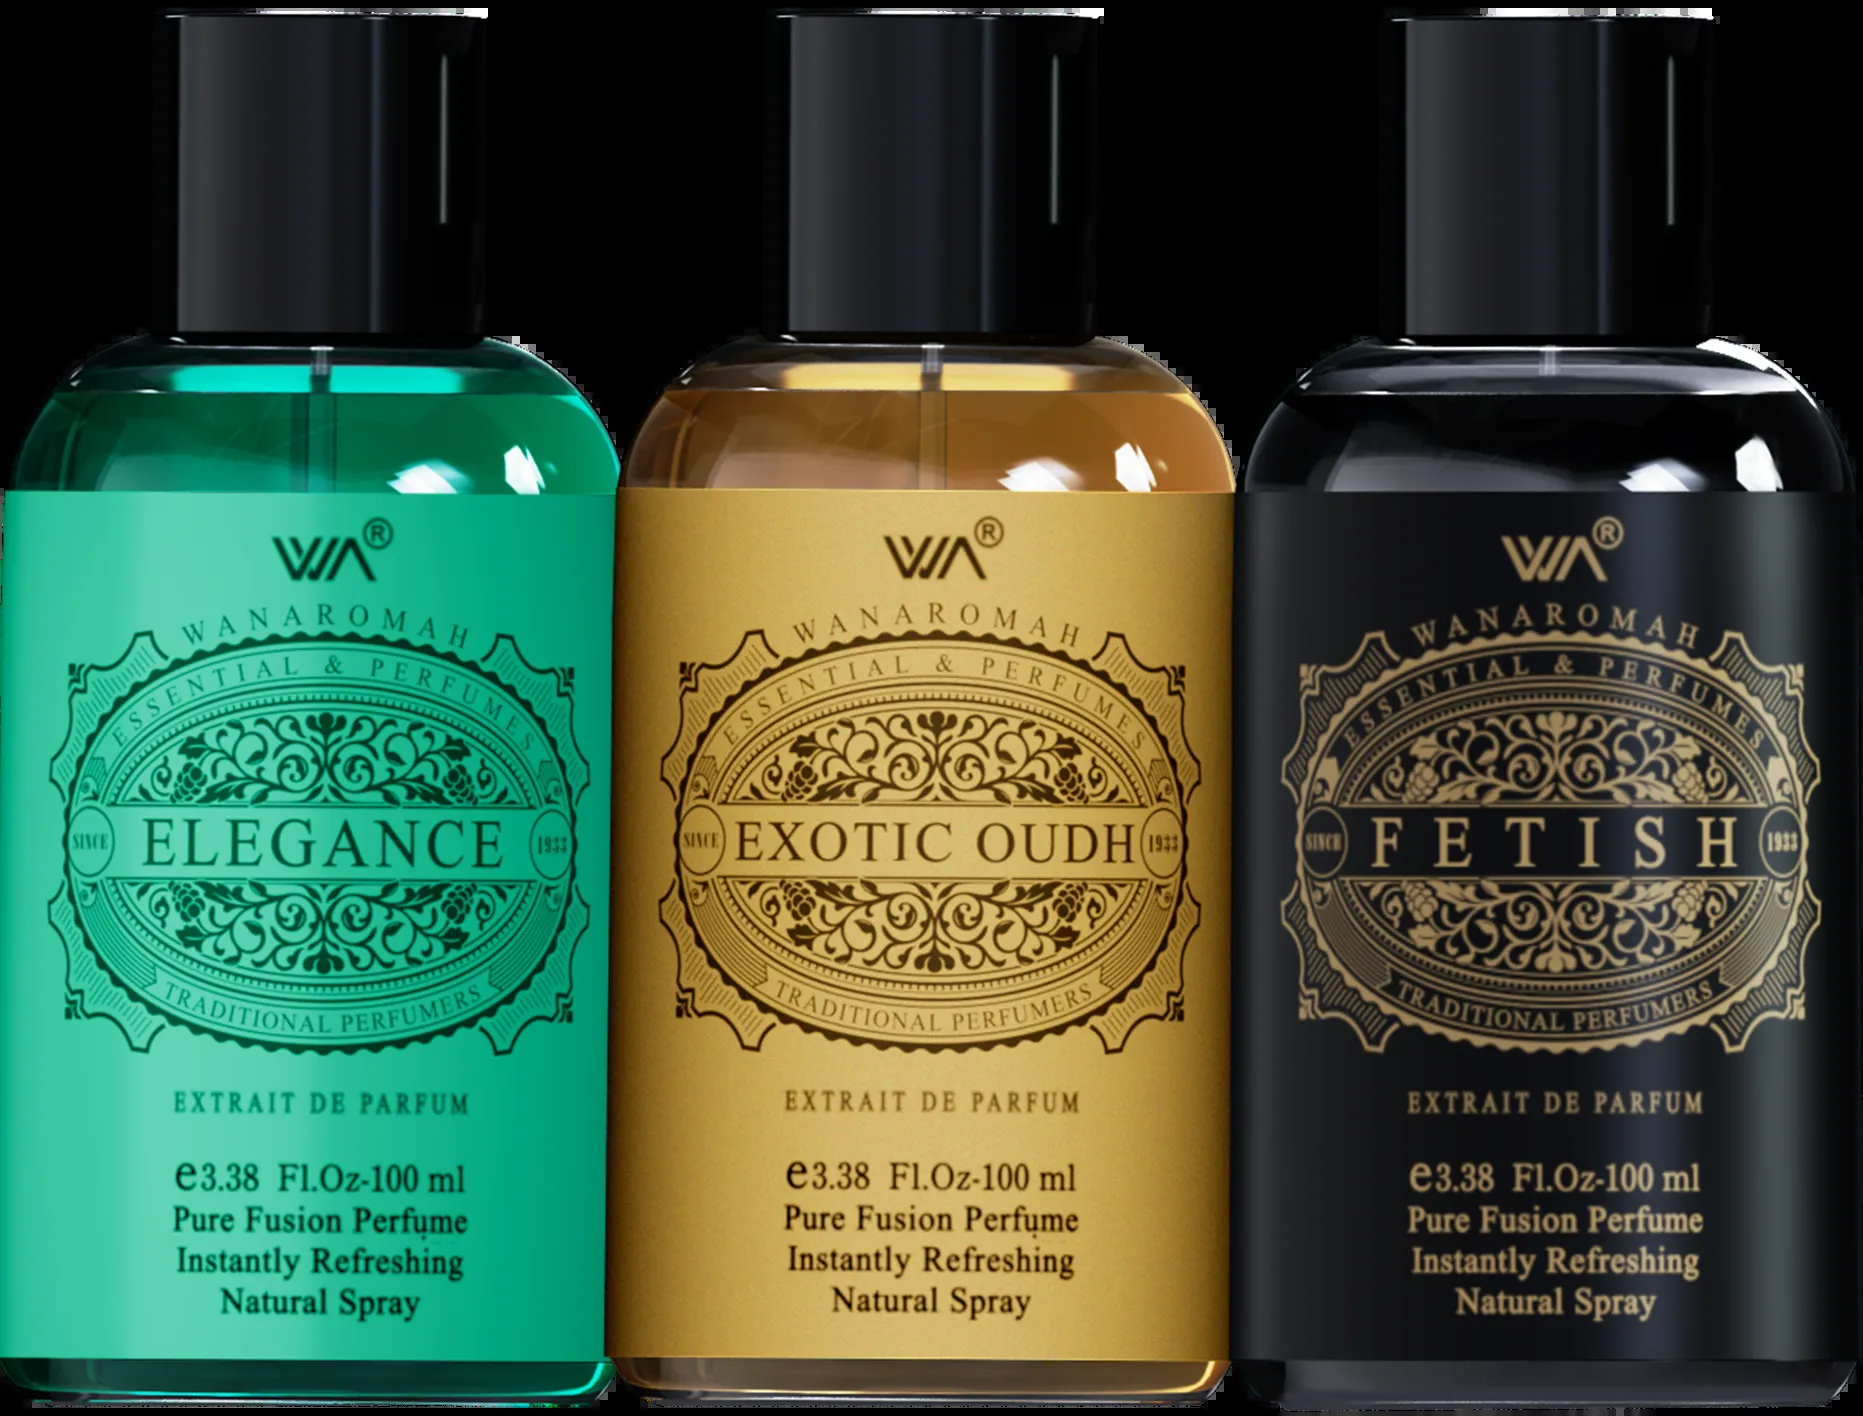 WA®
WANAROMAH
ESSENTIAL & PERFUMES
SINCE ELEGANCE 1933
TRADITIONAL PERFUMERS
EXTRAIT DE PARFUM
e3.38 Fl.Oz-100 ml
Pure Fusion Perfume
Instantly Refreshing
Natural Spray
WA®
WANAROMAH
ESSENTIAL & PERFUMES
SINCE EXOTIC OUDH 1933
TRADITIONAL PERFUMERS
EXTRAIT DE PARFUM
e3.38 Fl.Oz-100 ml
Pure Fusion Perfume
Instantly Refreshing
Natural Spray
WA®
WANAROMAH
ESSENTIAL & PERFUMES
SINCE FETISH 1933
TRADITIONAL PERFUMERS
EXTRAIT DE PARFUM
e3.38 Fl.Oz-100 ml
Pure Fusion Perfume
Instantly Refreshing
Natural Spray